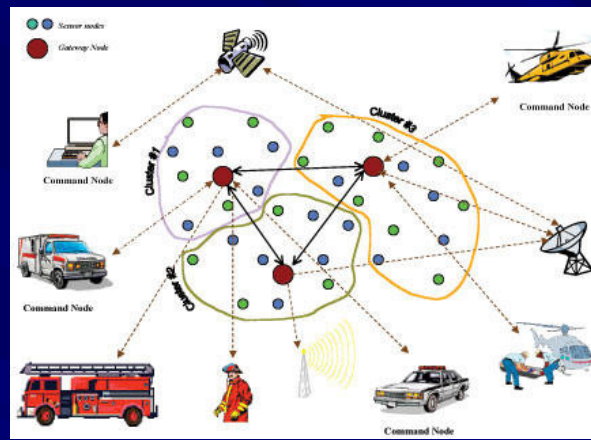 Sensor nodes
Gateway Node
Command Node
Cluster #1
Cluster #3
Command Node
Command Node
Cluster #2
Command Node